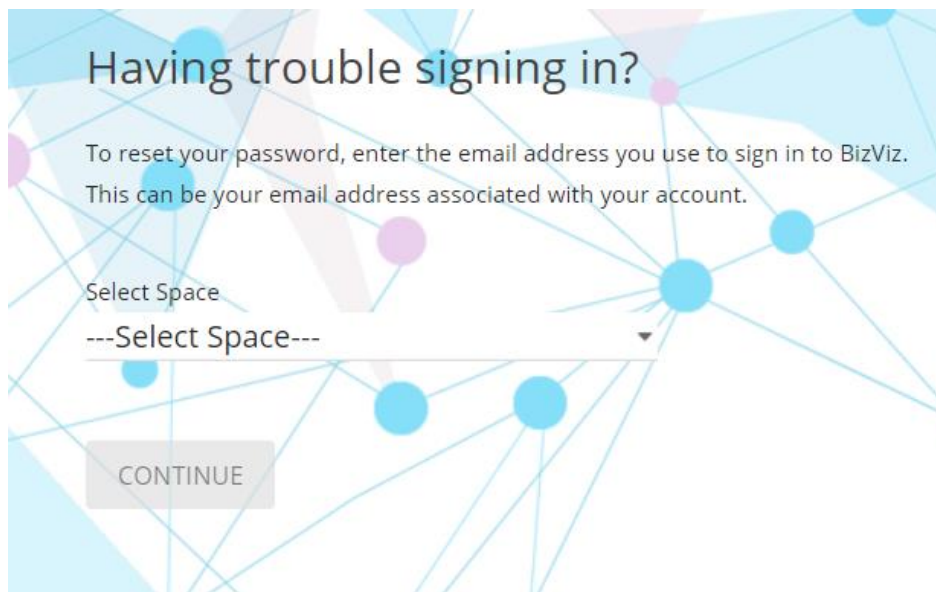 Having trouble signing in?
To reset your password, enter the email address you use to sign in to BizViz.
This can be your email address associated with your account.
Select Space
---Select Space---
CONTINUE